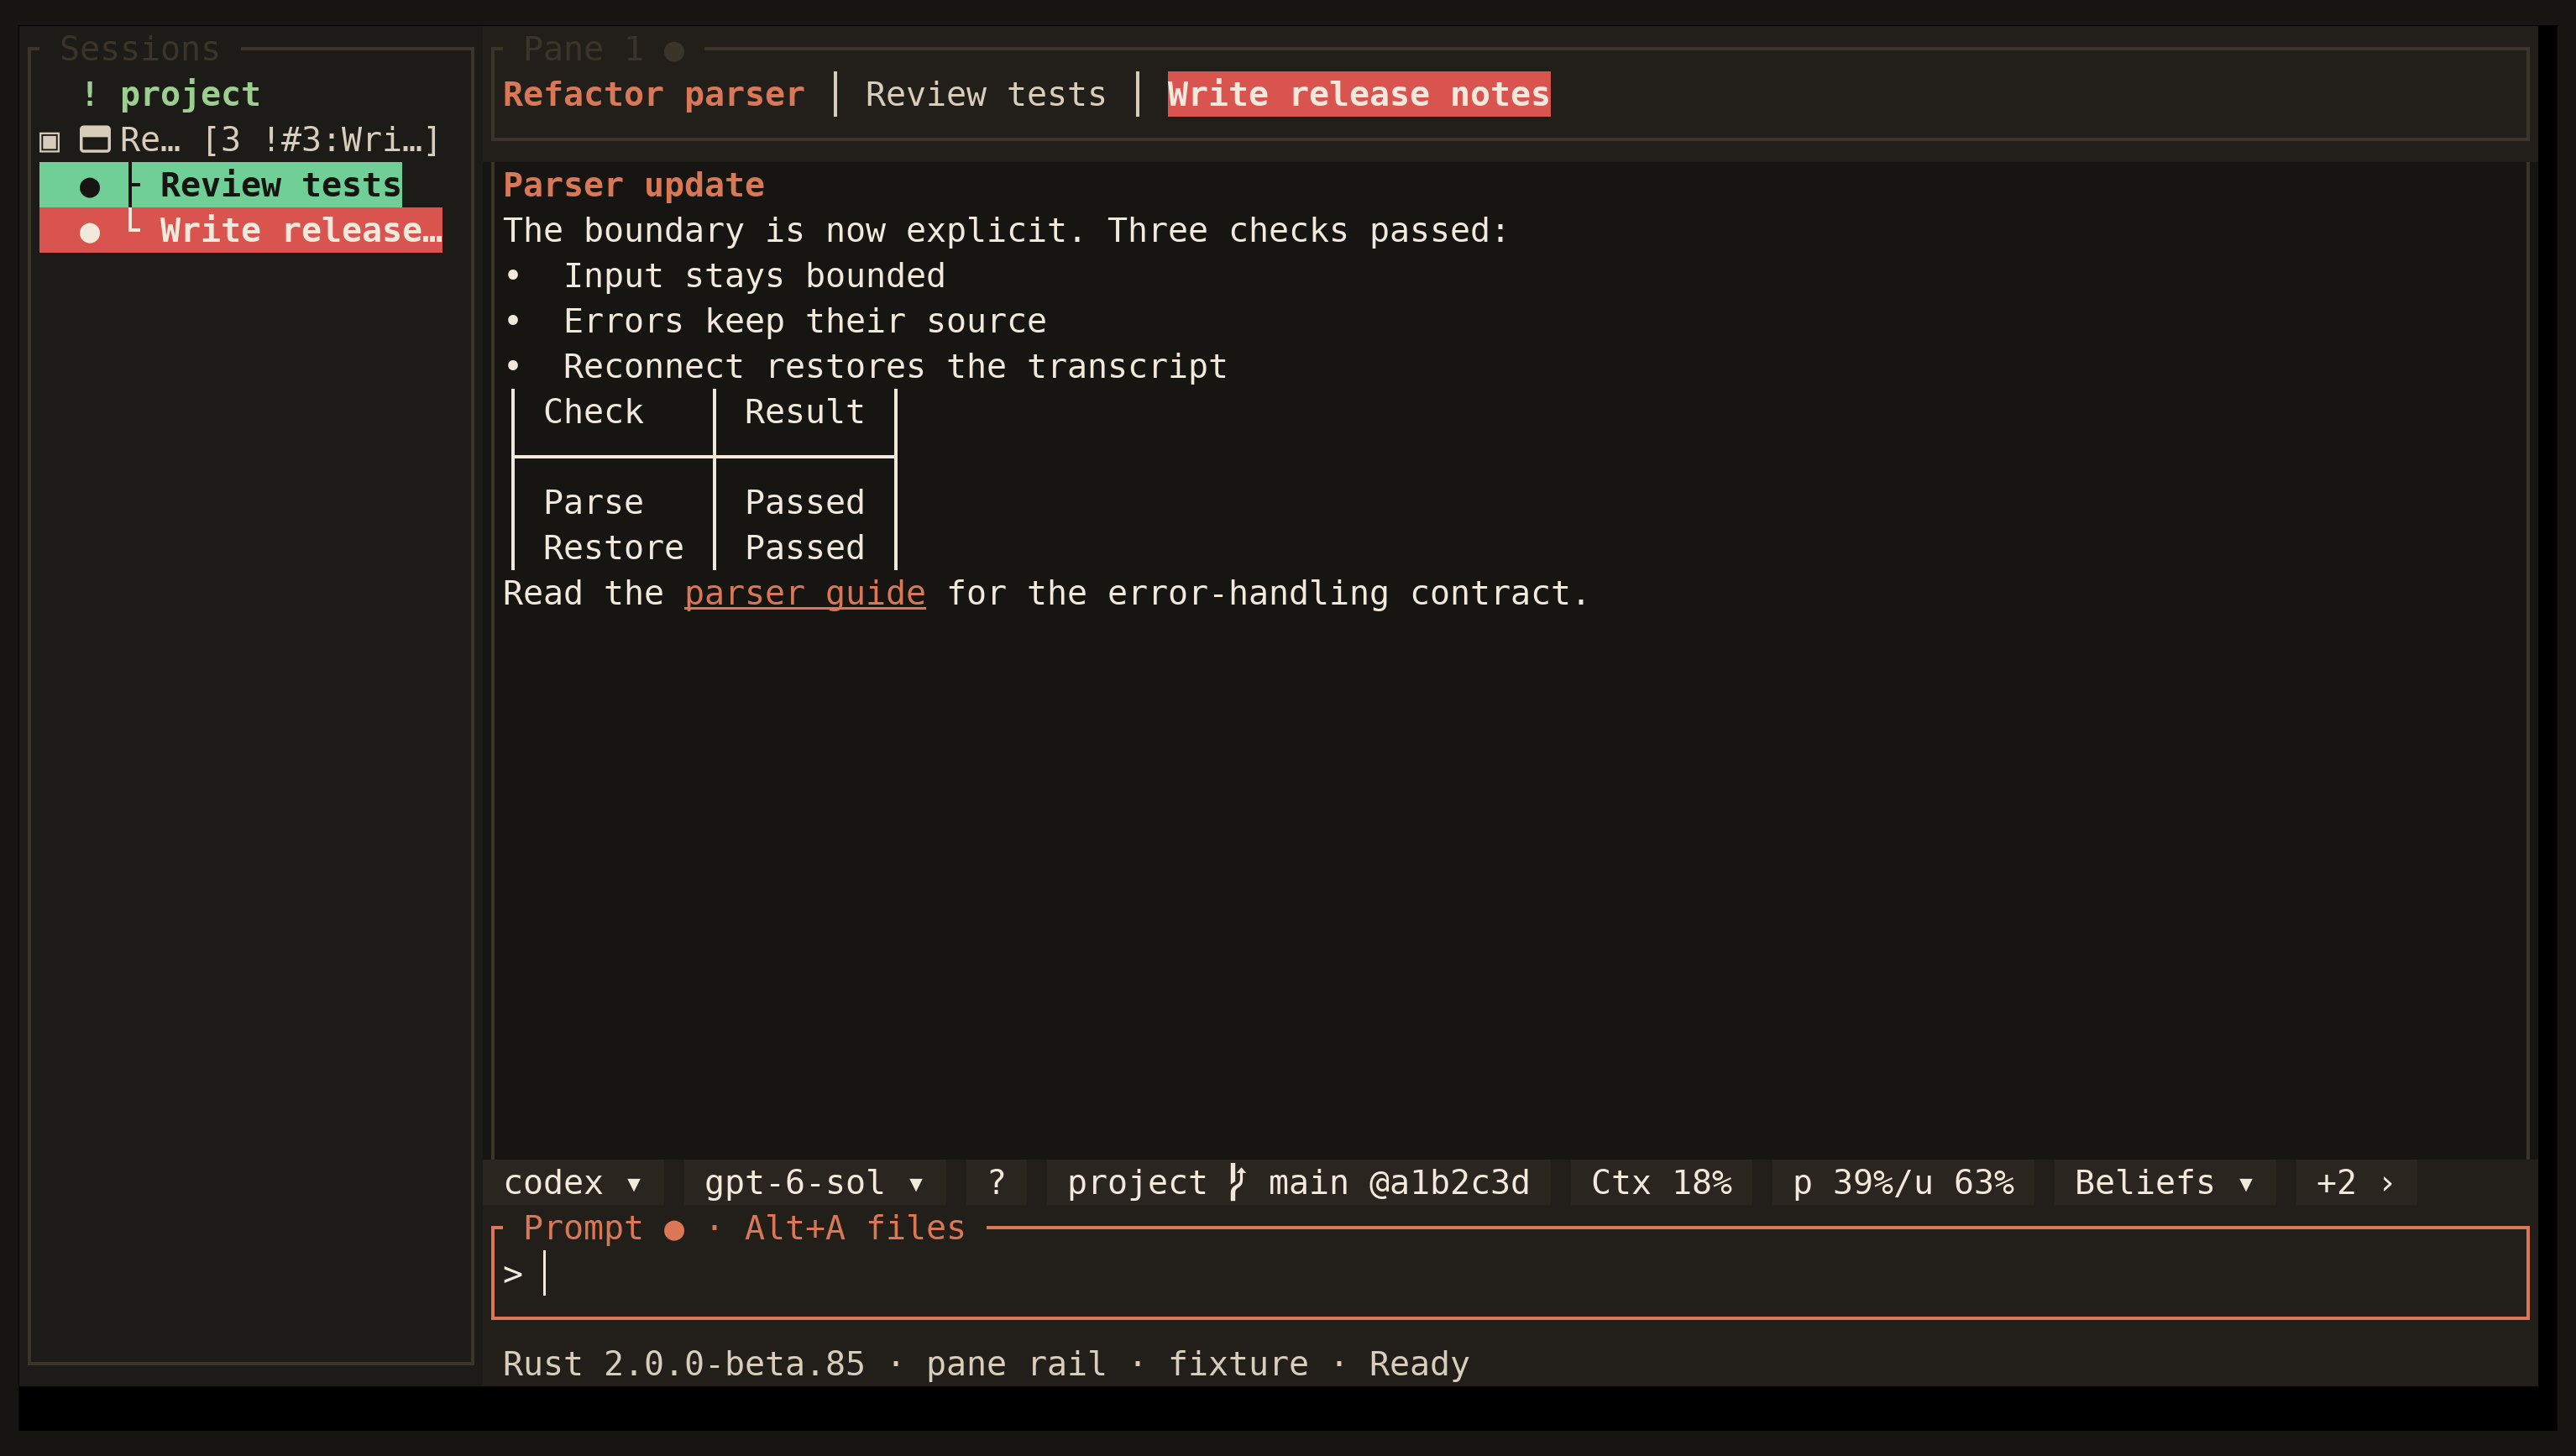 Sessions
! project
▣ Re… [3 !#3:Wri…]
● ├ Review tests
● └ Write release…
Pane 1 ●
Refactor parser │ Review tests │ Write release notes
Parser update
The boundary is now explicit. Three checks passed:
• Input stays bounded
• Errors keep their source
• Reconnect restores the transcript
│ Check │ Result │
│ Parse │ Passed │
│ Restore │ Passed │
Read the parser guide for the error-handling contract.
codex ▾ gpt-6-sol ▾ ? project main @a1b2c3d Ctx 18% p 39%/u 63% Beliefs ▾ +2 ›
Prompt ● · Alt+A files
>
Rust 2.0.0-beta.85 · pane rail · fixture · Ready